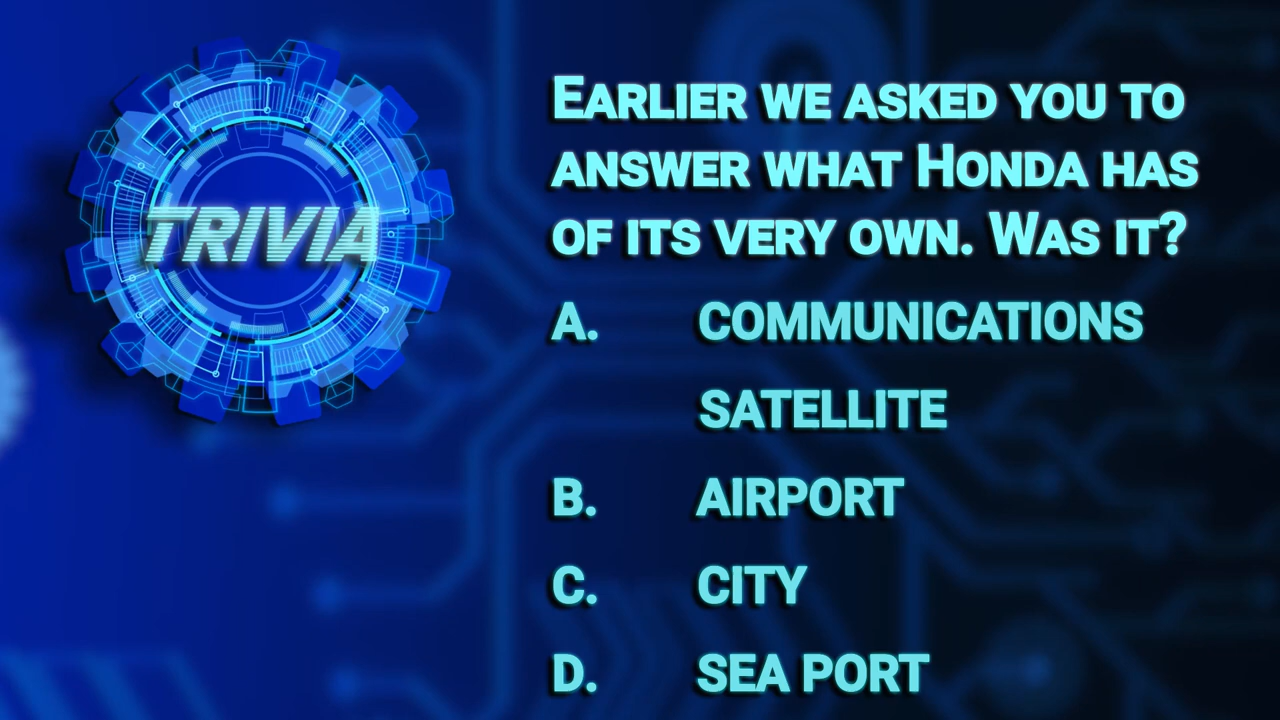 TRIVIA
Earlier we asked you to
answer what Honda has
of its very own. Was it?
A. COMMUNICATIONS
SATELLITE
B. AIRPORT
C. CITY
D. SEA PORT